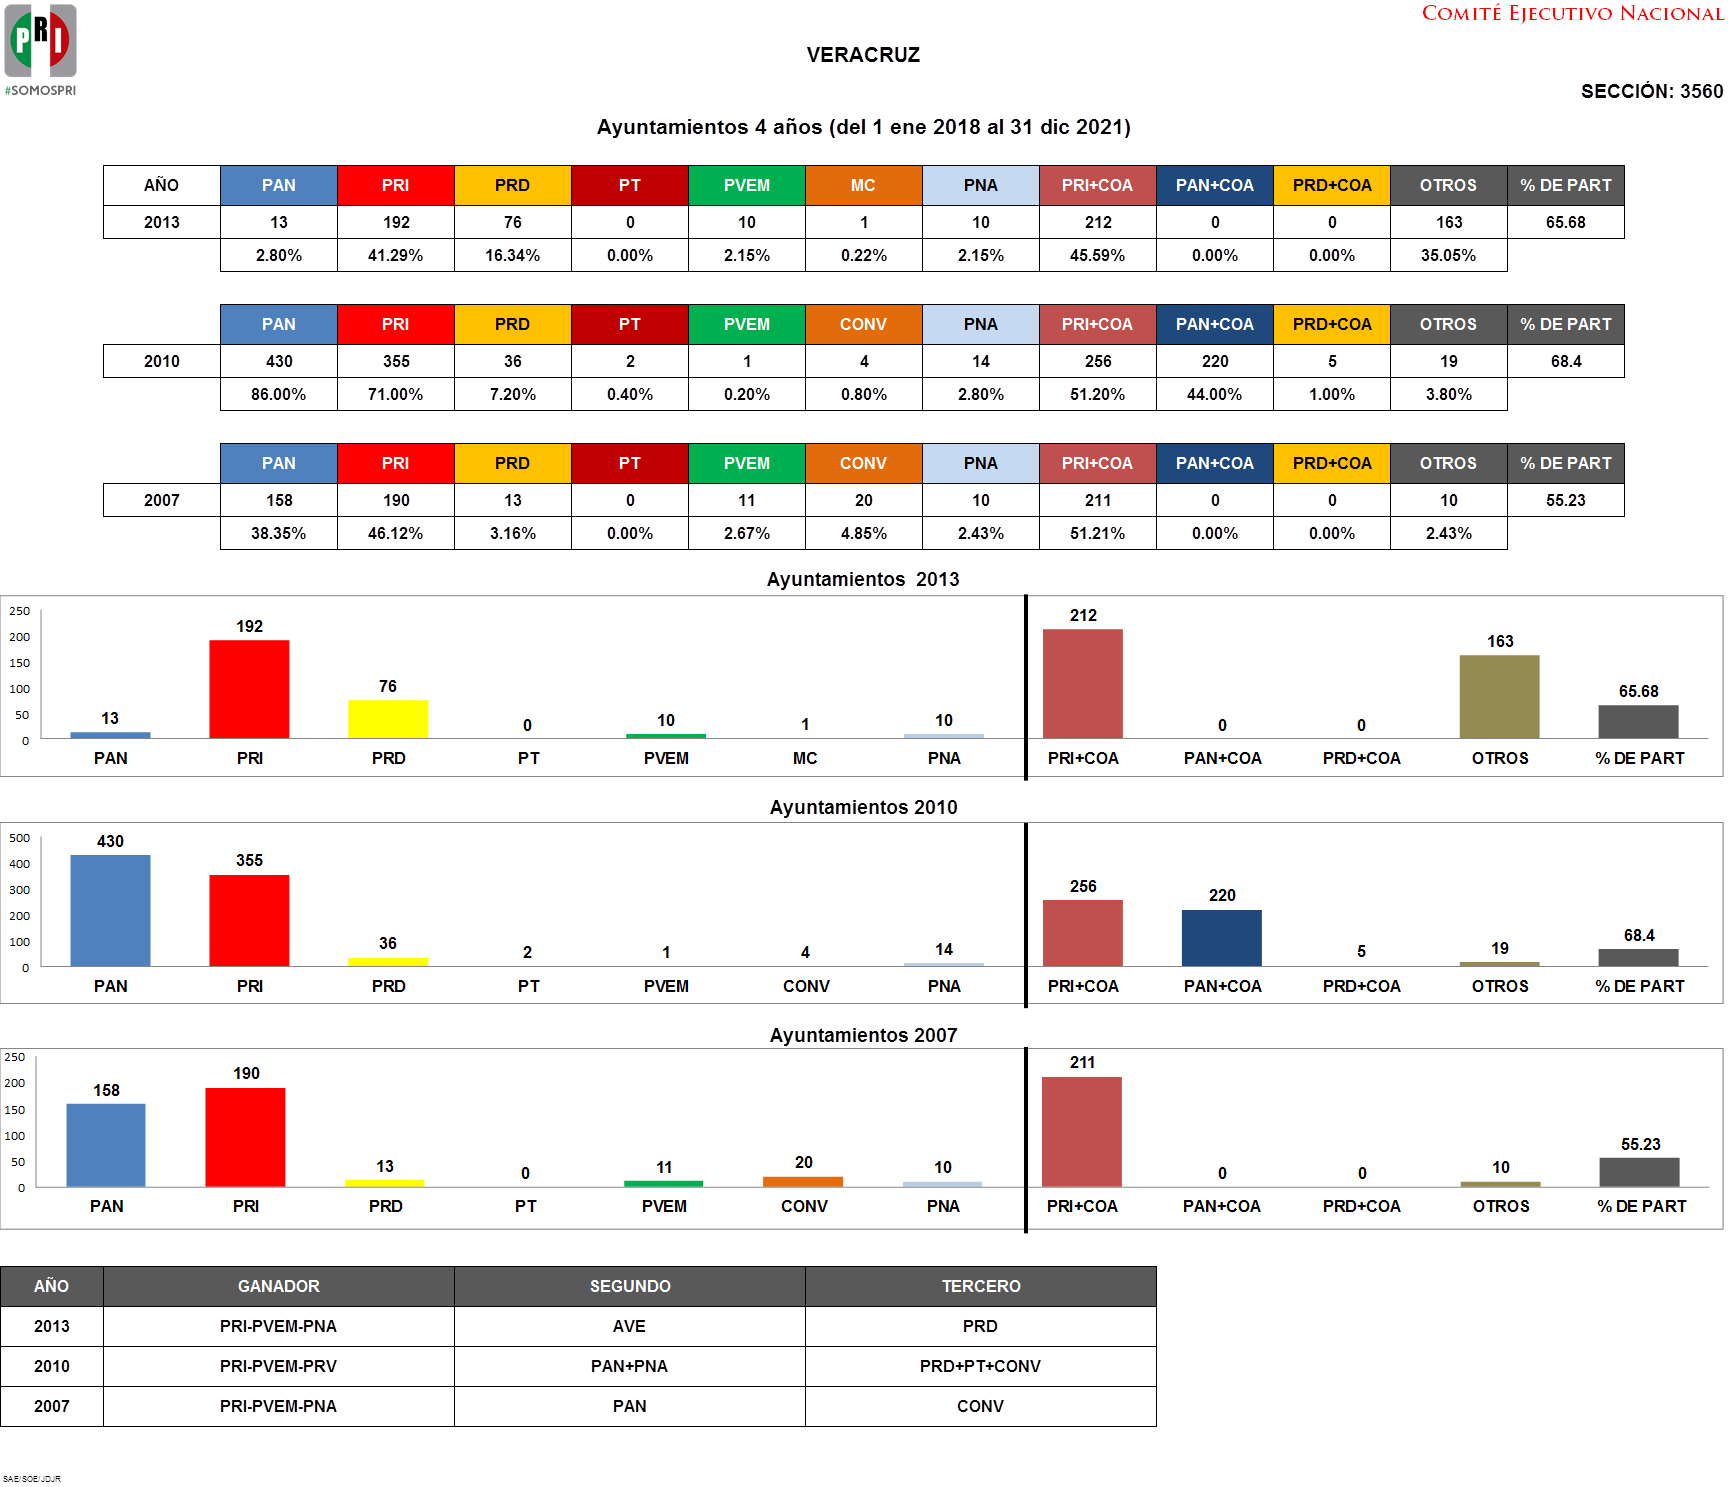 PRI
#SOMOSPRI
COMITÉ EJECUTIVO NACIONAL
VERACRUZ
SECCIÓN: 3560
Ayuntamientos 4 años (del 1 ene 2018 al 31 dic 2021)
AÑO PAN PRI PRD PT PVEM MC PNA PRI+COA PAN+COA PRD+COA OTROS % DE PART
2013 13 192 76 0 10 1 10 212 0 0 163 65.68
2.80% 41.29% 16.34% 0.00% 2.15% 0.22% 2.15% 45.59% 0.00% 0.00% 35.05%
PAN PRI PRD PT PVEM CONV PNA PRI+COA PAN+COA PRD+COA OTROS % DE PART
2010 430 355 36 2 1 4 14 256 220 5 19 68.4
86.00% 71.00% 7.20% 0.40% 0.20% 0.80% 2.80% 51.20% 44.00% 1.00% 3.80%
PAN PRI PRD PT PVEM CONV PNA PRI+COA PAN+COA PRD+COA OTROS % DE PART
2007 158 190 13 0 11 20 10 211 0 0 10 55.23
38.35% 46.12% 3.16% 0.00% 2.67% 4.85% 2.43% 51.21% 0.00% 0.00% 2.43%
Ayuntamientos 2013
250
200
150
100
50
0
13 192 76 0 10 1 10 212 0 0 163 65.68
PAN PRI PRD PT PVEM MC PNA PRI+COA PAN+COA PRD+COA OTROS % DE PART
Ayuntamientos 2010
500
400
300
200
100
0
430 355 36 2 1 4 14 256 220 5 19 68.4
PAN PRI PRD PT PVEM CONV PNA PRI+COA PAN+COA PRD+COA OTROS % DE PART
Ayuntamientos 2007
250
200
150
100
50
0
158 190 13 0 11 20 10 211 0 0 10 55.23
PAN PRI PRD PT PVEM CONV PNA PRI+COA PAN+COA PRD+COA OTROS % DE PART
AÑO GANADOR SEGUNDO TERCERO
2013 PRI-PVEM-PNA AVE PRD
2010 PRI-PVEM-PRV PAN+PNA PRD+PT+CONV
2007 PRI-PVEM-PNA PAN CONV
SAE/SOE/JDJR